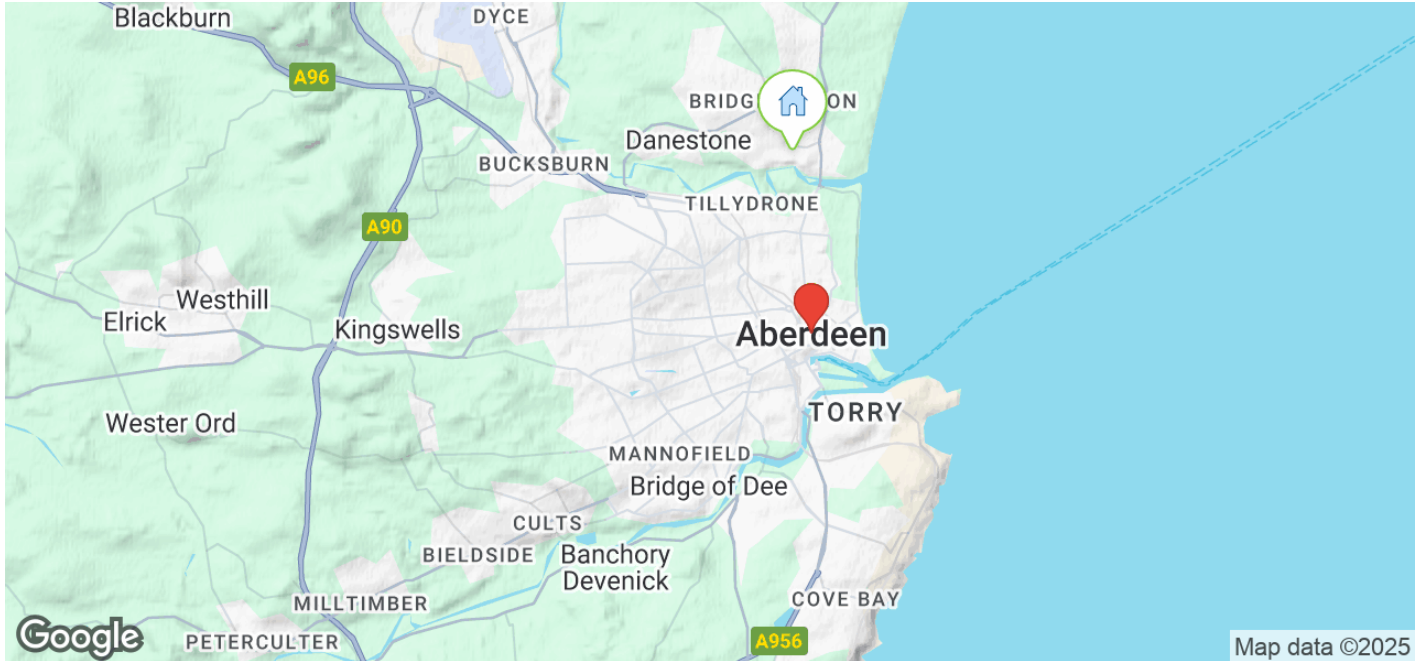 Blackburn
DYCE
A96
BRIDG
ON
Danestone
BUCKSBURN
TILLYDRONE
A90
Westhill
Elrick
Kingswells
Aberdeen
Wester Ord
TORRY
MANNOFIELD
Bridge of Dee
CULTS
BIELDSIDE
Banchory
Devenick
MILLTIMBER
COVE BAY
PETERCULTER
A956
Google
Map data ©2025